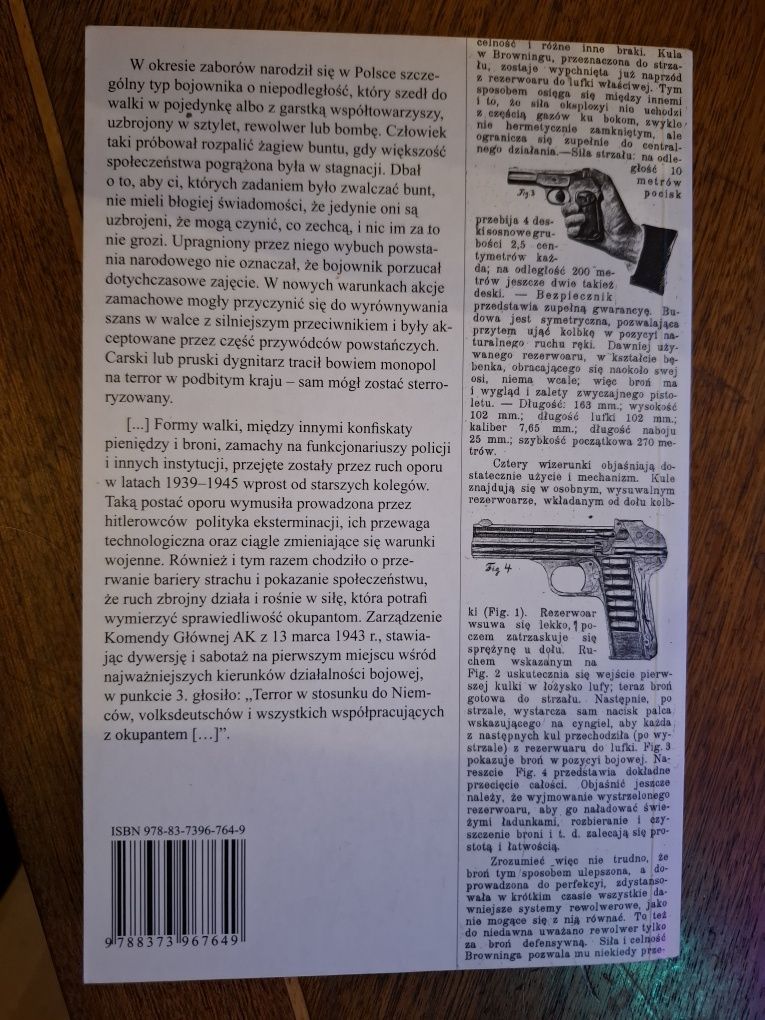 W okresie zaborów narodził się w Polsce szcze-
gólny typ bojownika o niepodległość, który szedł do
walki w pojedynkę albo z garstką współtowarzyszy,
uzbrojony w sztylet, rewolwer lub bombę. Człowiek
taki próbował rozpalić żagiew buntu, gdy większość
społeczeństwa pogrążona była w stagnacji. Dbał
o to, aby ci, których zadaniem było zwalczać bunt,
nie mieli błogiej świadomości, że jedynie oni są
uzbrojeni, że mogą czynić, co zechcą, i nic im za to
nie grozi. Upragniony przez niego wybuch powsta-
nia narodowego nie oznaczał, że bojownik porzucał
dotychczasowe zajęcie. W nowych warunkach akcje
zamachowe mogły przyczynić się do wyrównywania
szans w walce z silniejszym przeciwnikiem i były ak-
ceptowane przez część przywódców powstańczych.
Carski lub pruski dygnitarz tracił bowiem monopol
na terror w podbitym kraju – sam mógł zostać sterro-
ryzowany.
[...] Formy walki, między innymi konfiskaty
pieniędzy i broni, zamachy na funkcjonariuszy policji
i innych instytucji, przejęte zostały przez ruch oporu
w latach 1939–1945 wprost od starszych kolegów.
Taką postać oporu wymusiła prowadzona przez
hitlerowców polityka eksterminacji, ich przewaga
technologiczna oraz ciągle zmieniające się warunki
wojenne. Również i tym razem chodziło o prze-
rwanie bariery strachu i pokazanie społeczeństwu,
że ruch zbrojny działa i rośnie w siłę, która potrafi
wymierzyć sprawiedliwość okupantom. Zarządzenie
Komendy Głównej AK z 13 marca 1943 r., stawia-
jąc dywersję i sabotaż na pierwszym miejscu wśród
najważniejszych kierunków działalności bojowej,
w punkcie 3. głosiło: „Terror w stosunku do Niem-
ców, volksdeutschów i wszystkich współpracujących
z okupantem […]”.
ISBN 978-83-7396-764-9
9 788373 967649
celność i różne inne braki. Kula
w Browningu, przeznaczona do strza-
łu, zostaje wypchnięta już naprzód
z rezerwoaru do lufki właściwej. Tym
sposobem osięga się między innemi
i to, że siła eksplozyi nie uchodzi
z częścią gazów ku bokom, zwykle
nie hermetycznie zamkniętym, ale
ogranicza się zupełnie do central-
nego działania.—Siła strzału: na odle-
głość 10
metrów
pocisk
Fig. 3
przebija 4 des-
ki sosnowe gru-
bości 2,5 cen-
tymetrów każ-
da; na odległość 200 me-
trów jeszcze dwie takież
deski. — Bezpiecznik
przedstawia zupełną gwarancyę. Bu-
dowa jest symetryczna, pozwalająca
przytem ująć kolbkę w pozycyi na-
turalnego ruchu ręki. Dawniej uży-
wanego rezerwoaru, w kształcie bę-
benka, obracającego się naokoło swej
osi, niema wcale; więc broń ma
i wygląd i zalety zwyczajnego pisto-
letu. — Długość: 163 mm.; wysokość
102 mm.; długość lufki 102 mm.;
kaliber 7,65 mm.; długość naboju
25 mm.; szybkość początkowa 270 me-
trów.
Cztery wizerunki objaśniają do-
statecznie użycie i mechanizm. Kule
znajdują się w osobnym, wysuwalnym
rezerwoarze, wkładanym od dołu kolb-
Fig 4
ki (Fig. 1). Rezerwoar
wsuwa się lekko, po-
czem zatrzaskuje się
sprężynę u dołu. Ru-
chem wskazanym na
Fig. 2 uskutecznia się wejście pierw-
szej kulki w łożysko lufy; teraz broń
gotowa do strzału. Następnie, po
strzale, wystarcza sam nacisk palca
wskazującego na cyngiel, aby każda
z następnych kul przechodziła (po wy-
strzale) z rezerwuaru do lufki. Fig. 3
pokazuje broń w pozycyi bojowej. Na-
reszcie Fig. 4 przedstawia dokładne
przecięcie całości. Objaśnić jeszcze
należy, że wyjmowanie wystrzelonego
rezerwoaru, aby go naładować świe-
żymi ładunkami, rozbieranie i czy-
szczenie broni i t. d. zalecają się pro-
stotą i łatwością.
Zrozumieć więc nie trudno, że
broń tym sposobem ulepszona, a do-
prowadzona do perfekcyi, zdystanso-
wała w krótkim czasie wszystkie da-
wniejsze systemy rewolwerowe, jako
nie mogące się z nią równać. To też
do niedawna uważano rewolwer tylko
za broń defensywną. Siła i celność
Browninga pozwala mu niekiedy prze-